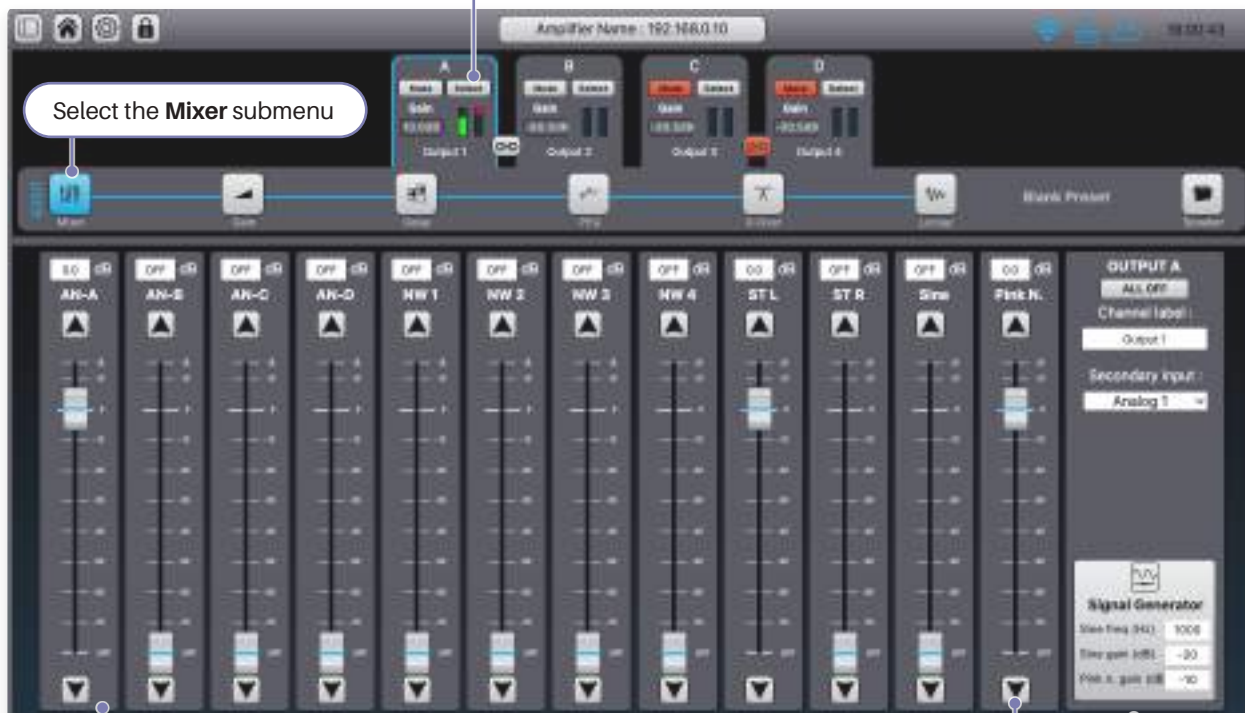 Amplifier Name : 192.168.0.10
A B C D
Mute Select Mute Select Mute Select Mute Select
Gain Gain Gain Gain
Output 1 Output 2 Output 3 Output 4
Select the Mixer submenu
Blank Preset
Mixer Gain Delay Limiter Speaker
0.0 dB OFF dB OFF dB OFF dB OFF dB OFF dB OFF dB OFF dB 0.0 dB OFF dB OFF dB 0.0 dB
AN-A AN-B AN-C AN-D NW 1 NW 2 NW 3 NW 4 ST L ST R Sine Pink N.
OUTPUT A
ALL OFF
Channel label :
Output 1
Secondary input :
Analog 1
Signal Generator
Sine freq. (Hz) 1000
Sine gain (dB) -20
Pink n. gain (dB -10